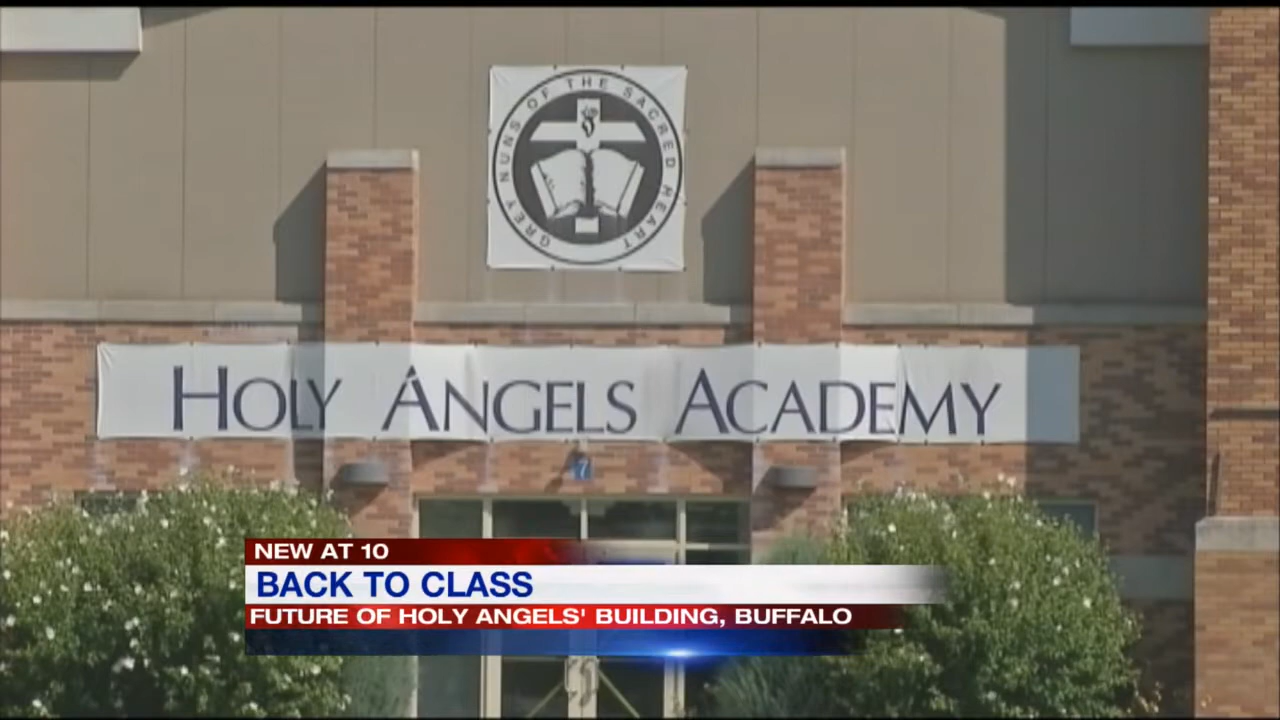 GREY NUNS OF THE SACRED HEART
HOLY ANGELS ACADEMY
7
NEW AT 10
BACK TO CLASS
FUTURE OF HOLY ANGELS' BUILDING, BUFFALO